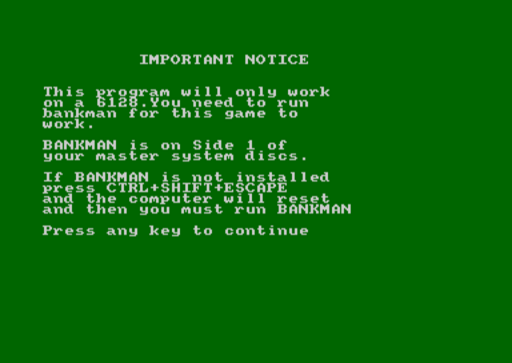 IMPORTANT NOTICE
This program will only work
on a 6128.You need to run
bankman for this game to
work.
BANKMAN is on Side 1 of
your master system discs.
If BANKMAN is not installed
press CTRL+SHIFT+ESCAPE
and the computer will reset
and then you must run BANKMAN
Press any key to continue